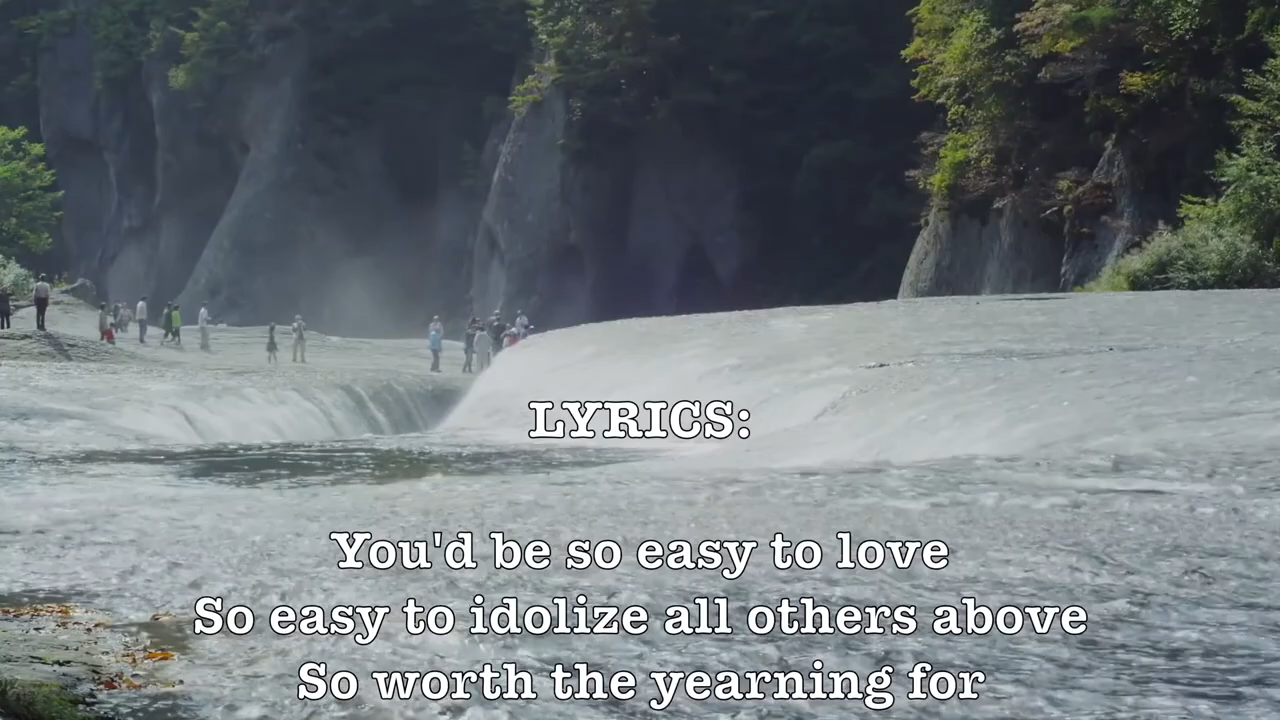 LYRICS:
You'd be so easy to love
So easy to idolize all others above
So worth the yearning for